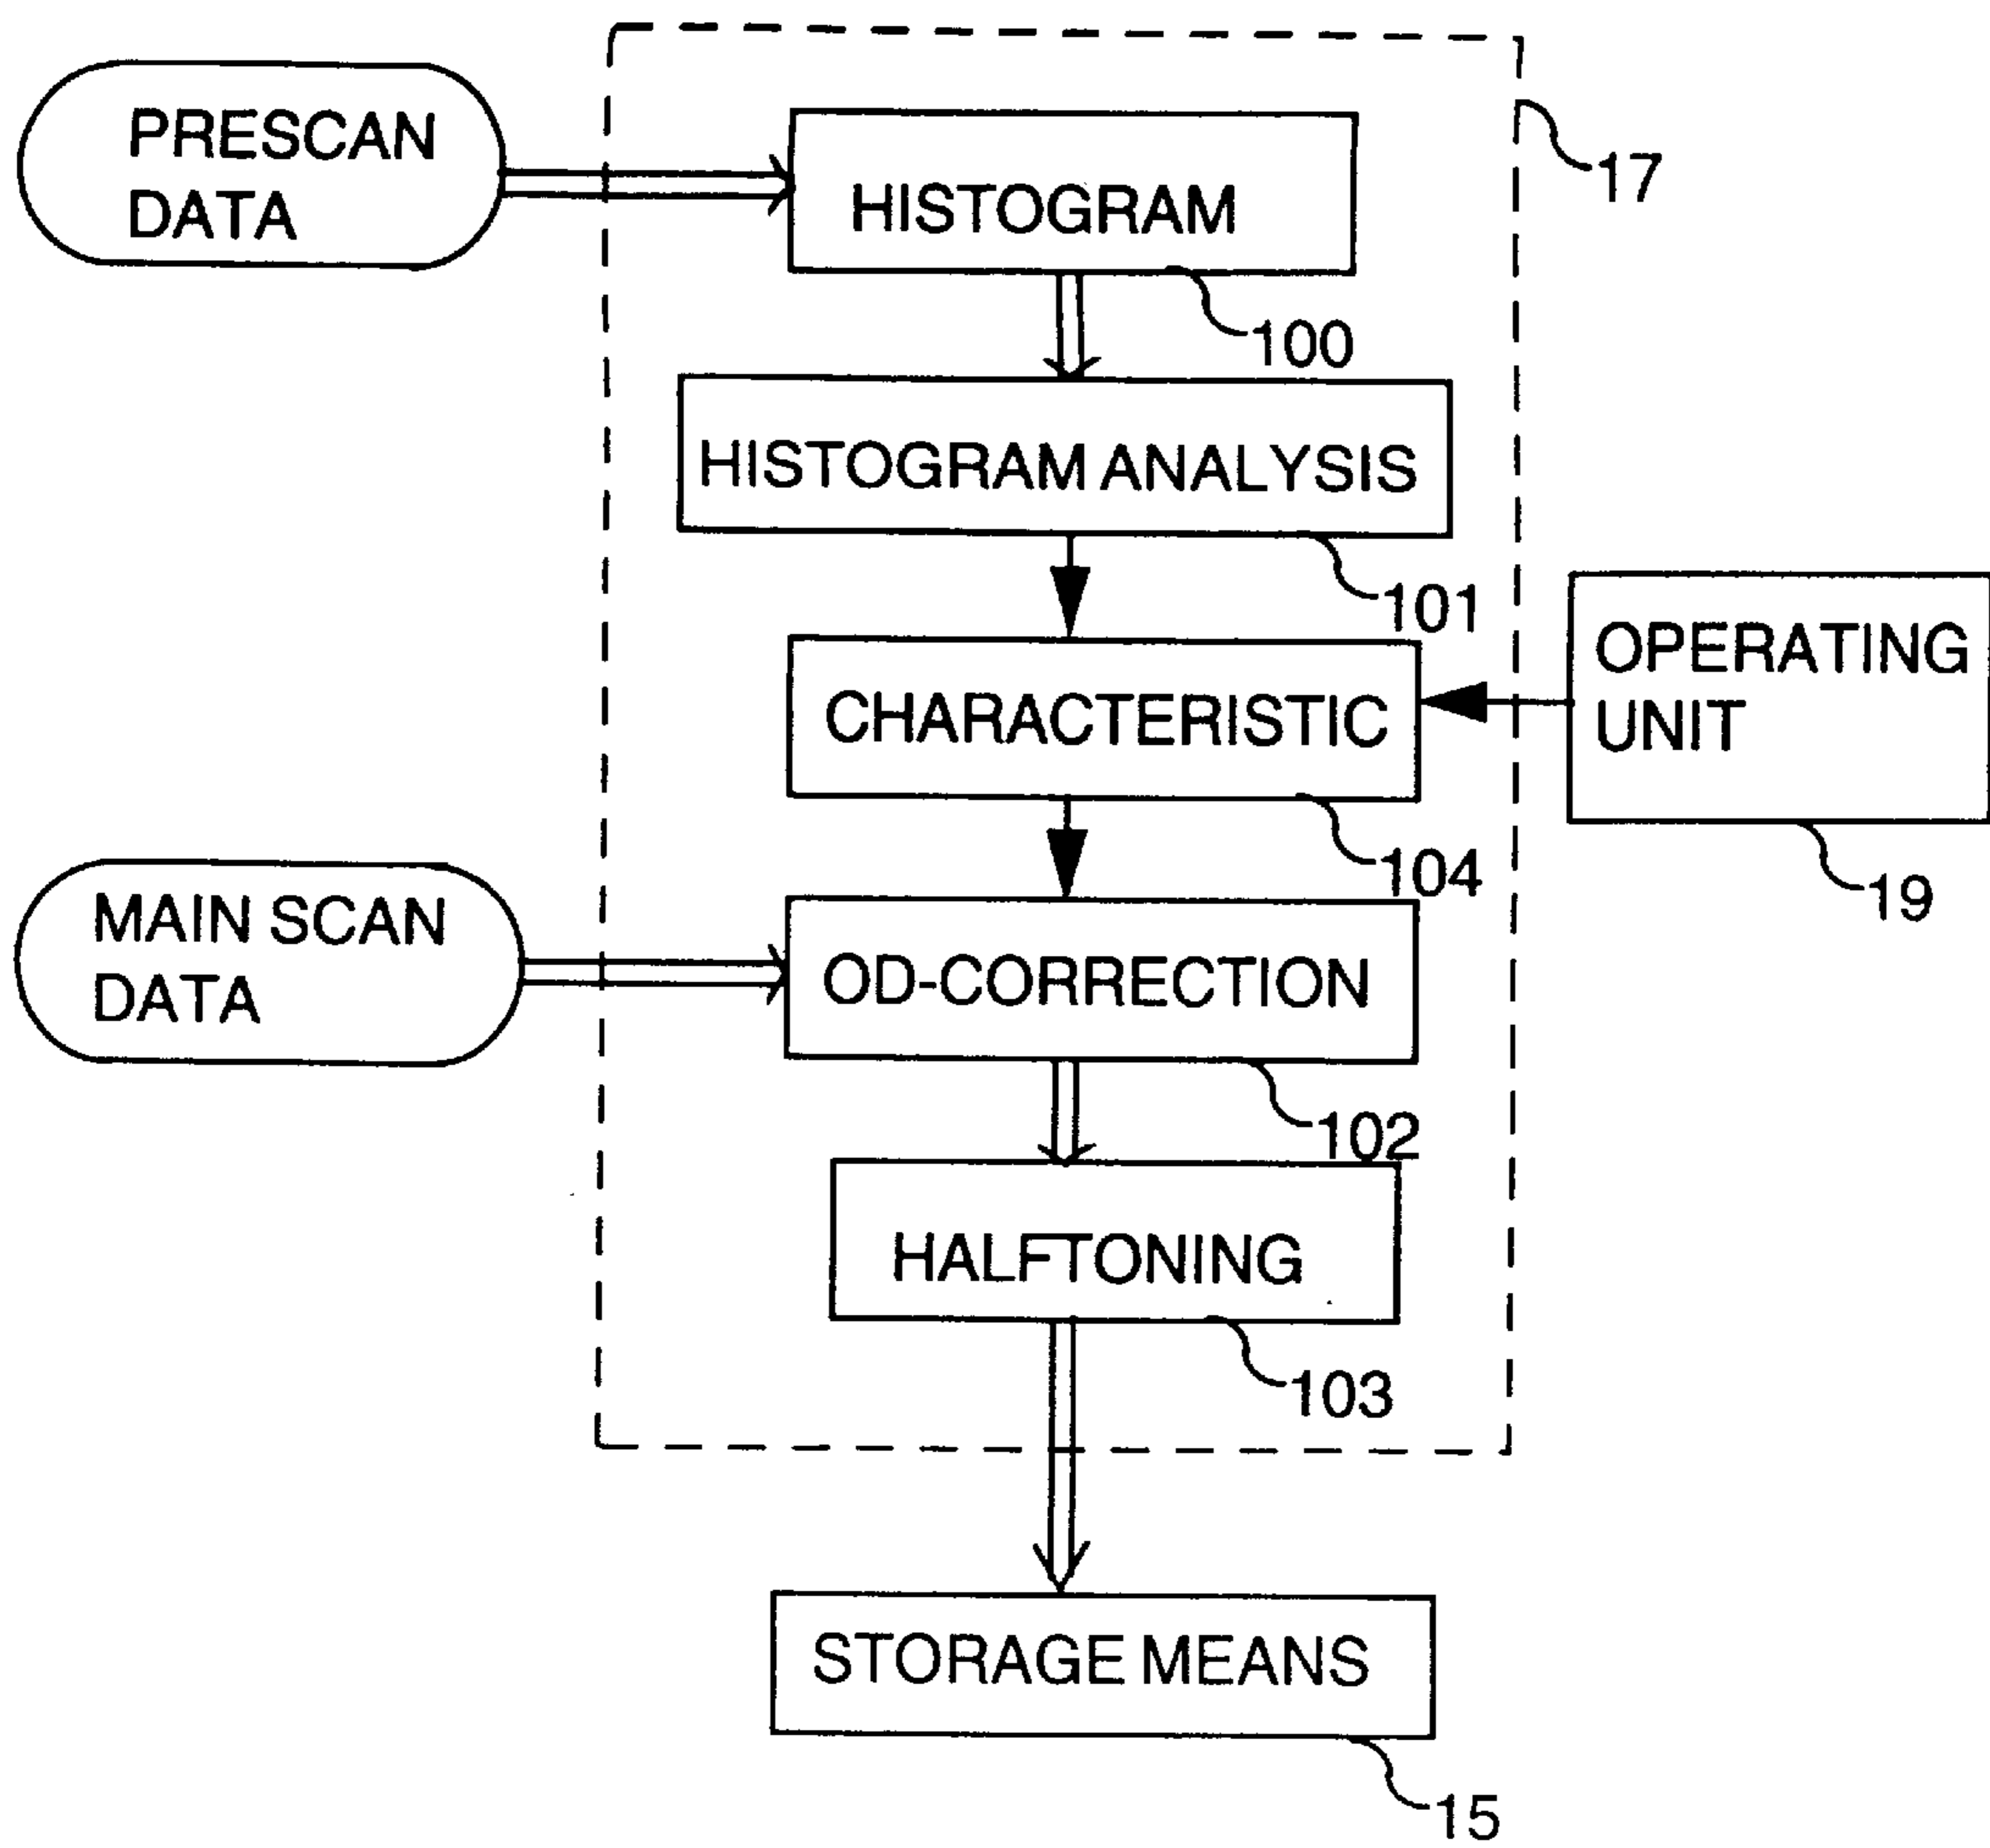 PRESCAN
DATA
HISTOGRAM
17
100
HISTOGRAM ANALYSIS
101
OPERATING
UNIT
CHARACTERISTIC
104
19
MAIN SCAN
DATA
OD-CORRECTION
102
HALFTONING
103
STORAGE MEANS
15